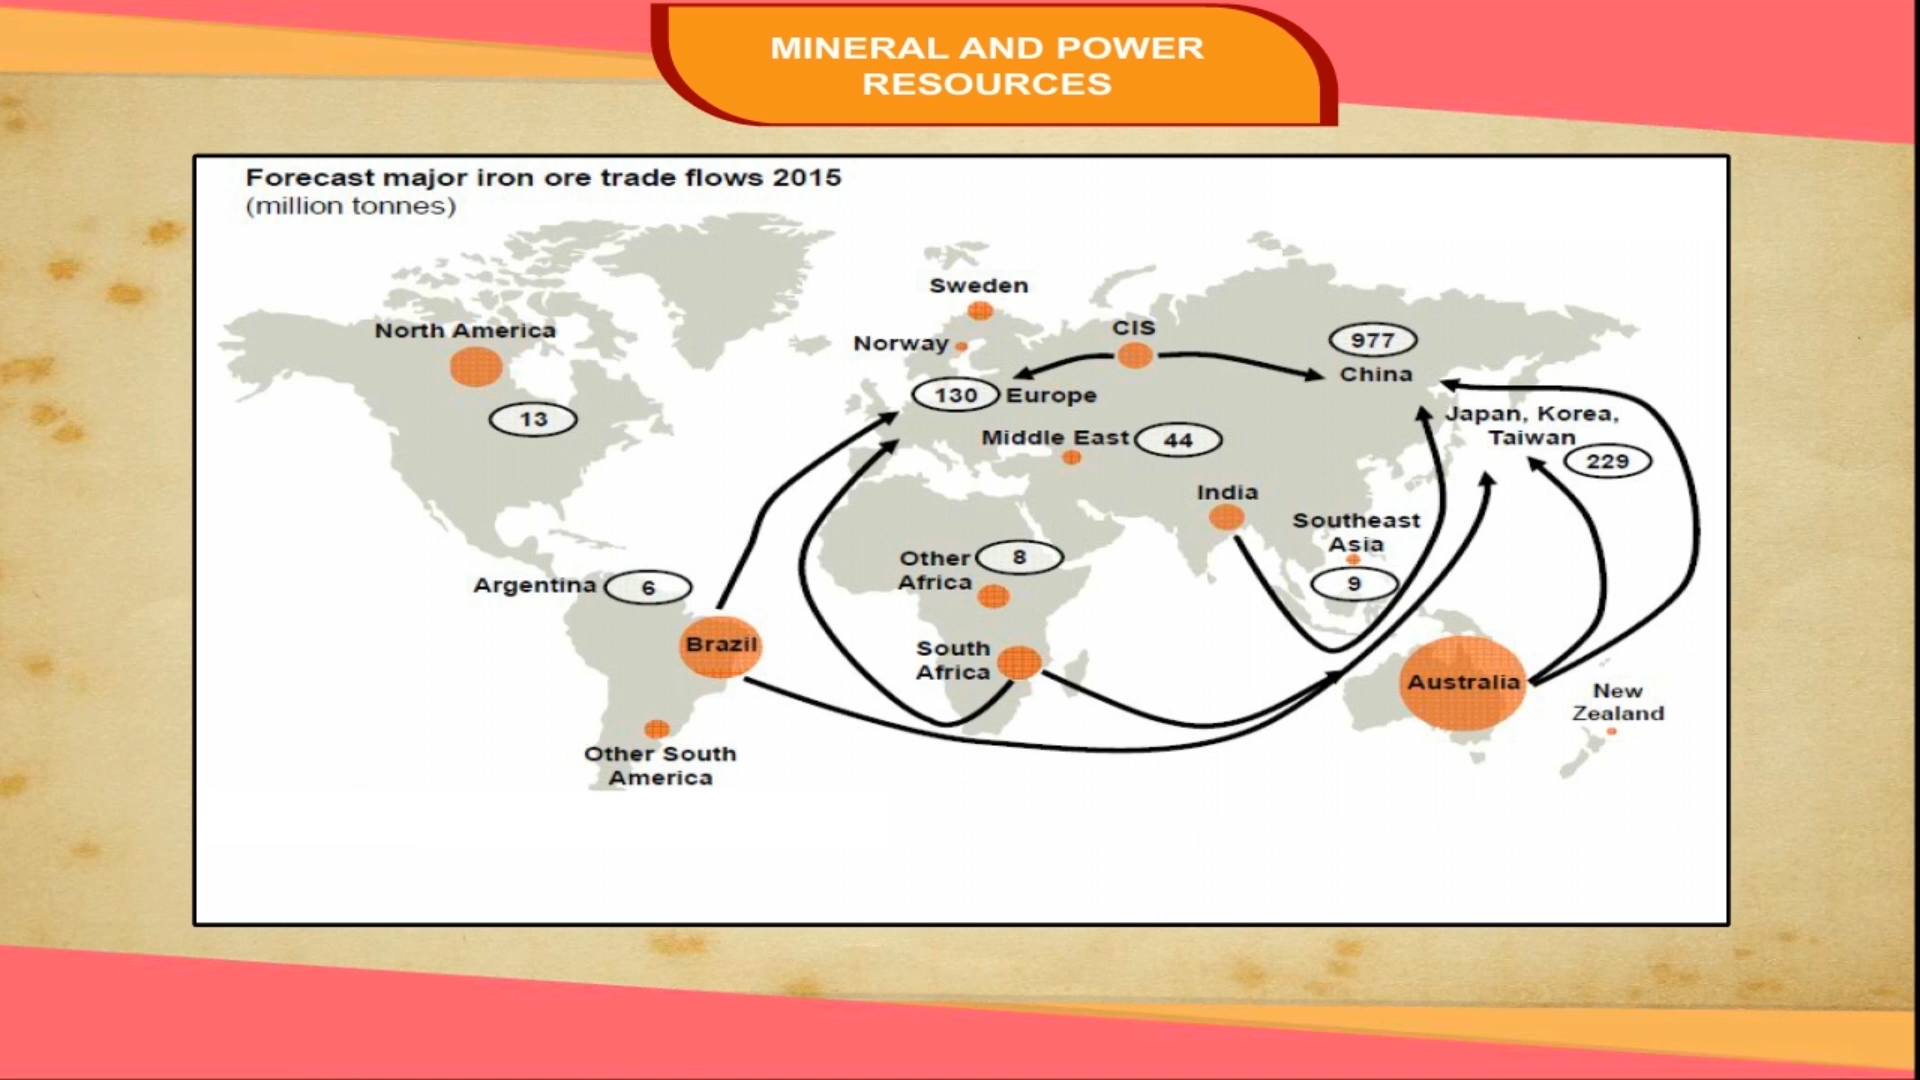 MINERAL AND POWER
RESOURCES
Forecast major iron ore trade flows 2015
(million tonnes)
Sweden
North America
Norway
CIS
977
China
130 Europe
13
Japan, Korea,
Taiwan
229
Middle East 44
India
Southeast
Asia
9
Other 8
Africa
Argentina 6
Brazil
South
Africa
Australia
New
Zealand
Other South
America